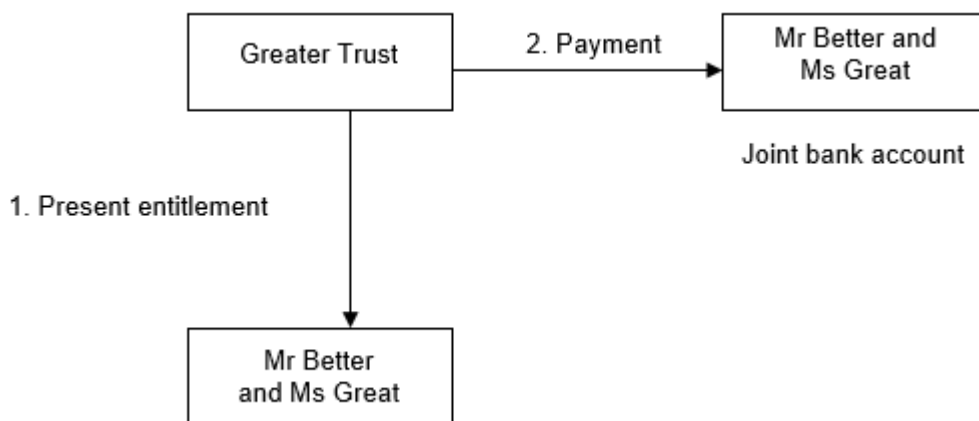 Greater Trust
2. Payment
Mr Better and
Ms Great
Joint bank account
1. Present entitlement
Mr Better
and Ms Great